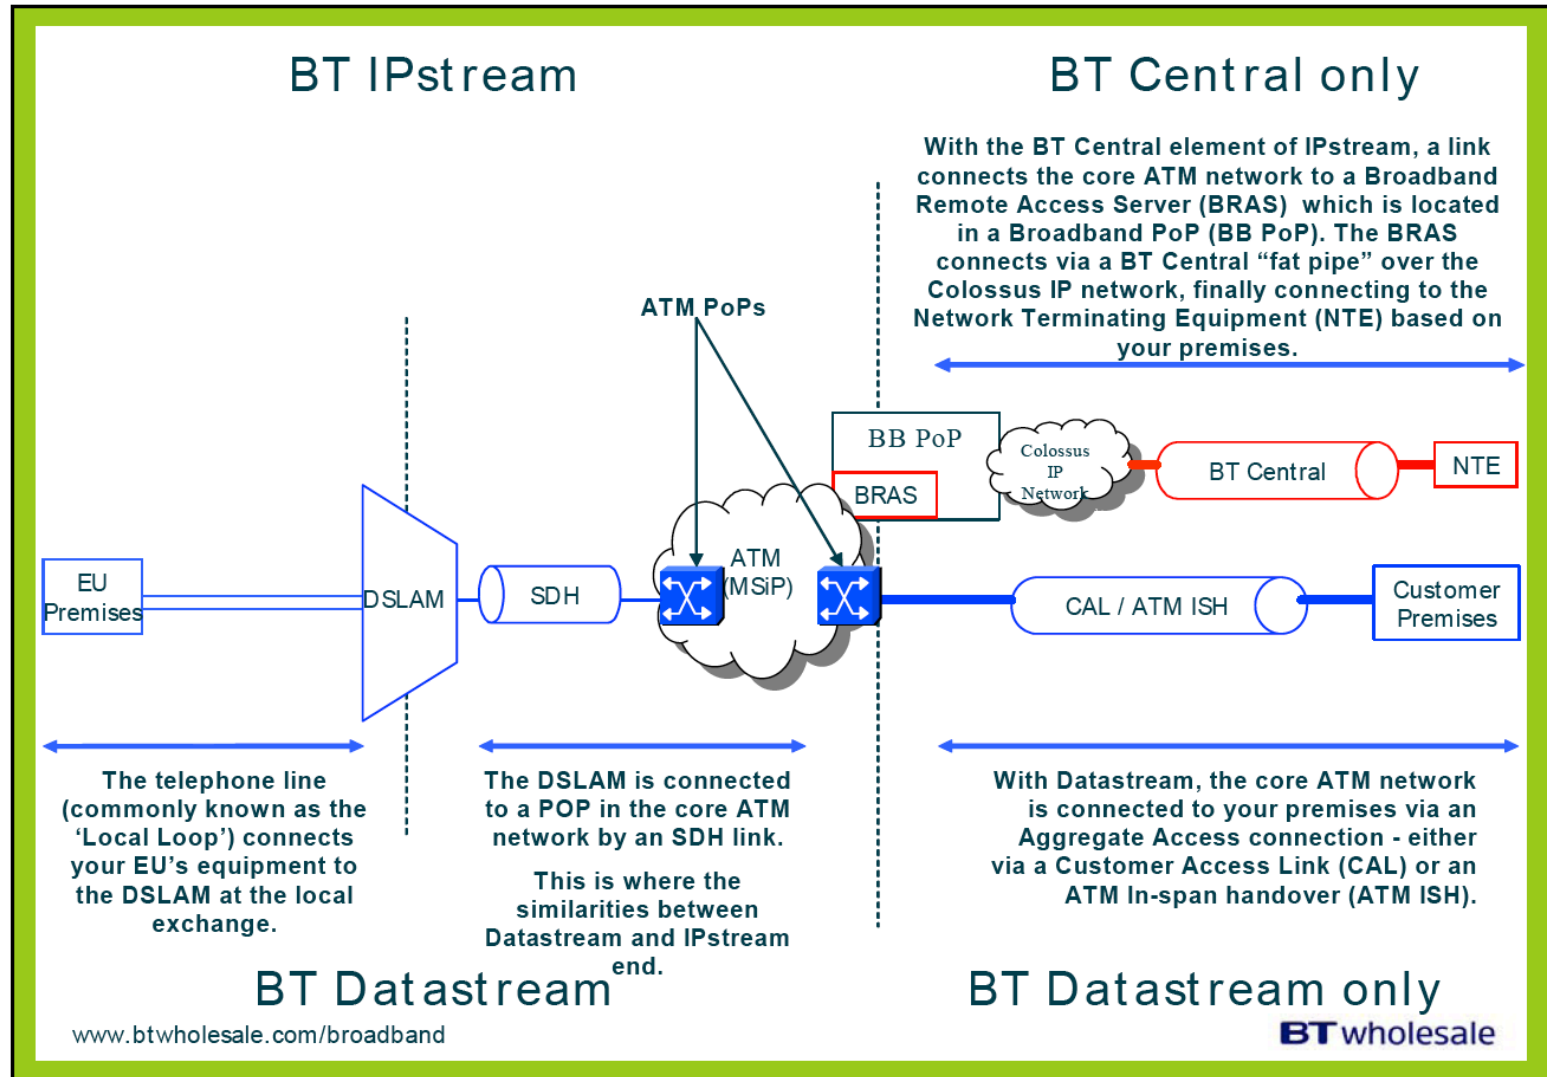 BT IPstream
BT Central only
With the BT Central element of IPstream, a link
connects the core ATM network to a Broadband
Remote Access Server (BRAS) which is located
in a Broadband PoP (BB PoP). The BRAS
connects via a BT Central “fat pipe” over the
Colossus IP network, finally connecting to the
Network Terminating Equipment (NTE) based on
your premises.
ATM PoPs
BB PoP
BRAS
Colossus
IP
Network
BT Central
NTE
EU
Premises
DSLAM
SDH
ATM
(MSiP)
CAL / ATM ISH
Customer
Premises
The telephone line
(commonly known as the
‘Local Loop’) connects
your EU’s equipment to
the DSLAM at the local
exchange.
The DSLAM is connected
to a POP in the core ATM
network by an SDH link.
This is where the
similarities between
Datastream and IPstream
end.
With Datastream, the core ATM network
is connected to your premises via an
Aggregate Access connection - either
via a Customer Access Link (CAL) or an
ATM In-span handover (ATM ISH).
BT Datastream
BT Datastream only
www.btwholesale.com/broadband
BT wholesale